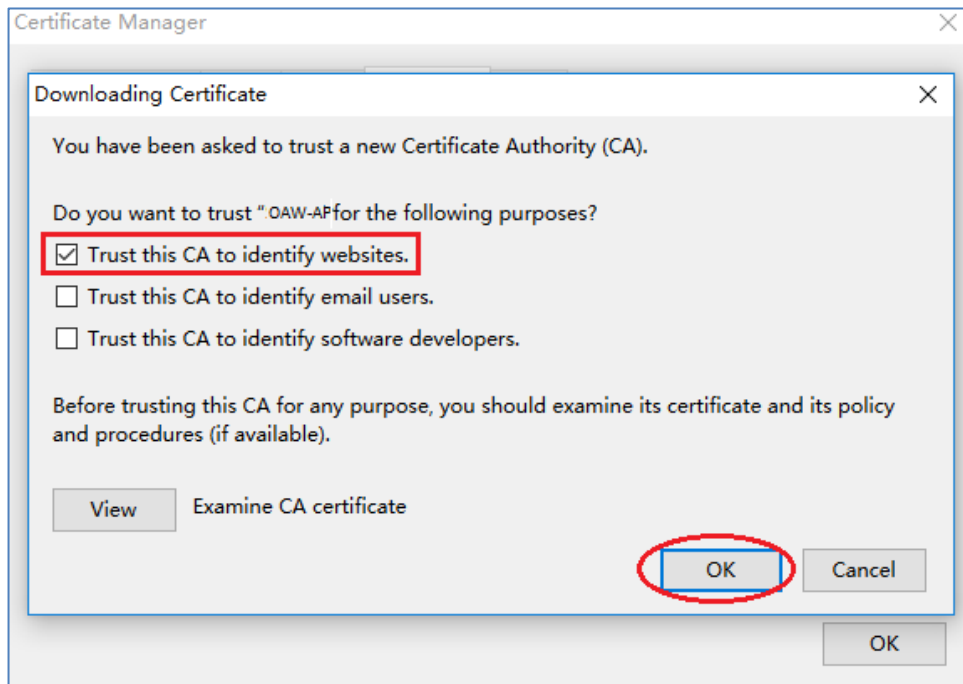 Certificate Manager
Downloading Certificate
You have been asked to trust a new Certificate Authority (CA).
Do you want to trust “:OAW-AP for the following purposes?
Trust this CA to identify websites.
Trust this CA to identify email users.
Trust this CA to identify software developers.
Before trusting this CA for any purpose, you should examine its certificate and its policy
and procedures (if available).
View Examine CA certificate
OK Cancel
OK